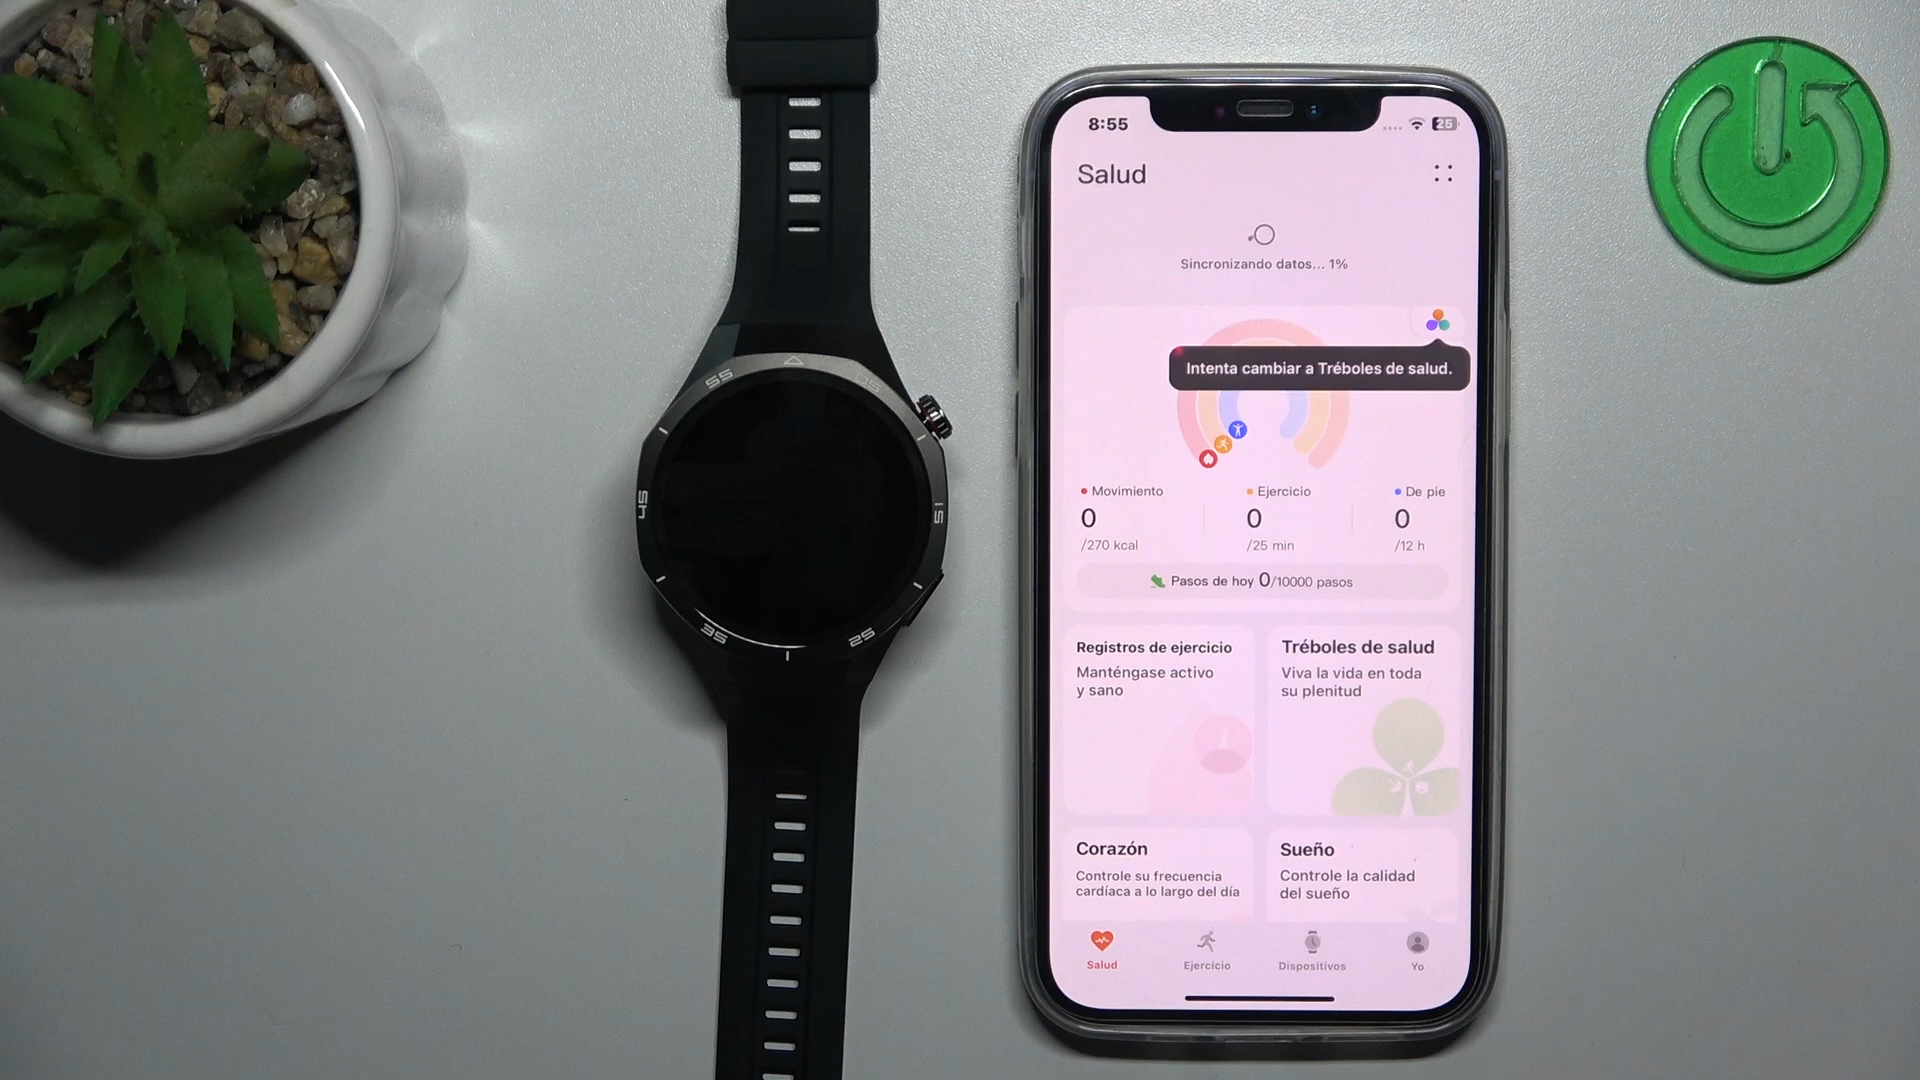 8:55
25
Salud
Sincronizando datos... 1%
Intenta cambiar a Tréboles de salud.
Movimiento
Ejercicio
De pie
0
0
0
/270 kcal
/25 min
/12 h
Pasos de hoy 0/10000 pasos
Registros de ejercicio
Manténgase activo
y sano
Tréboles de salud
Viva la vida en toda
su plenitud
Corazón
Controle su frecuencia
cardíaca a lo largo del día
Sueño
Controle la calidad
del sueño
Salud
Ejercicio
Dispositivos
Yo
55
05
45
15
35
25